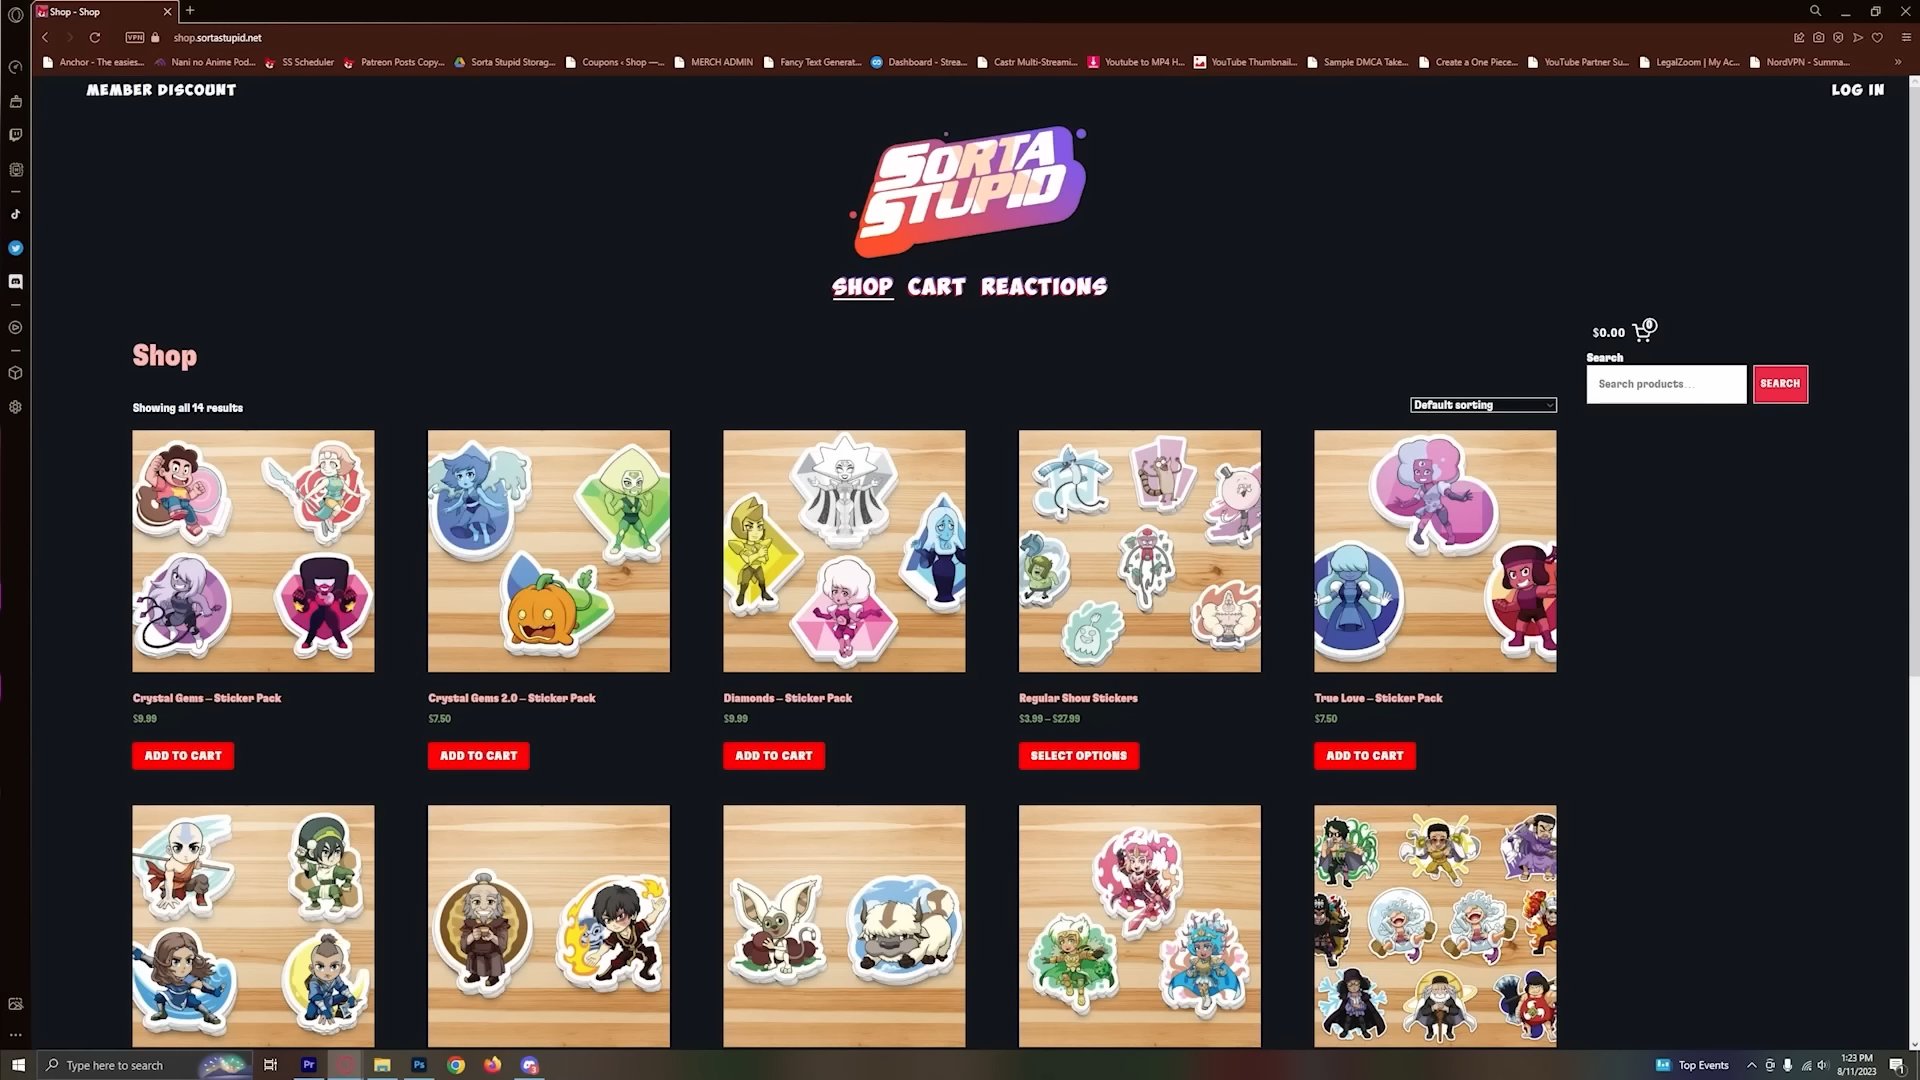 Shop - Shop
VPN
shop.sortastupid.net
Anchor - The easies...
Nani no Anime Pod...
SS Scheduler
Patreon Posts Copy...
Sorta Stupid Storag...
Coupons ‹ Shop —...
MERCH ADMIN
Fancy Text Generat...
Dashboard - Strea...
Castr Multi-Streami...
Youtube to MP4 H...
YouTube Thumbnail...
Sample DMCA Take...
Create a One Piece...
YouTube Partner Su...
LegalZoom | My Ac...
NordVPN - Summa...
MEMBER DISCOUNT
LOG IN
SORTA
STUPID
SHOP CART REACTIONS
$0.00
0
Search
Search products…
SEARCH
Shop
Showing all 14 results
Default sorting
Crystal Gems – Sticker Pack
$9.99
ADD TO CART
Crystal Gems 2.0 – Sticker Pack
$7.50
ADD TO CART
Diamonds – Sticker Pack
$9.99
ADD TO CART
Regular Show Stickers
$3.99 – $27.99
SELECT OPTIONS
True Love – Sticker Pack
$7.50
ADD TO CART
Type here to search
Pr
Ps
Top Events
1:23 PM
8/11/2023